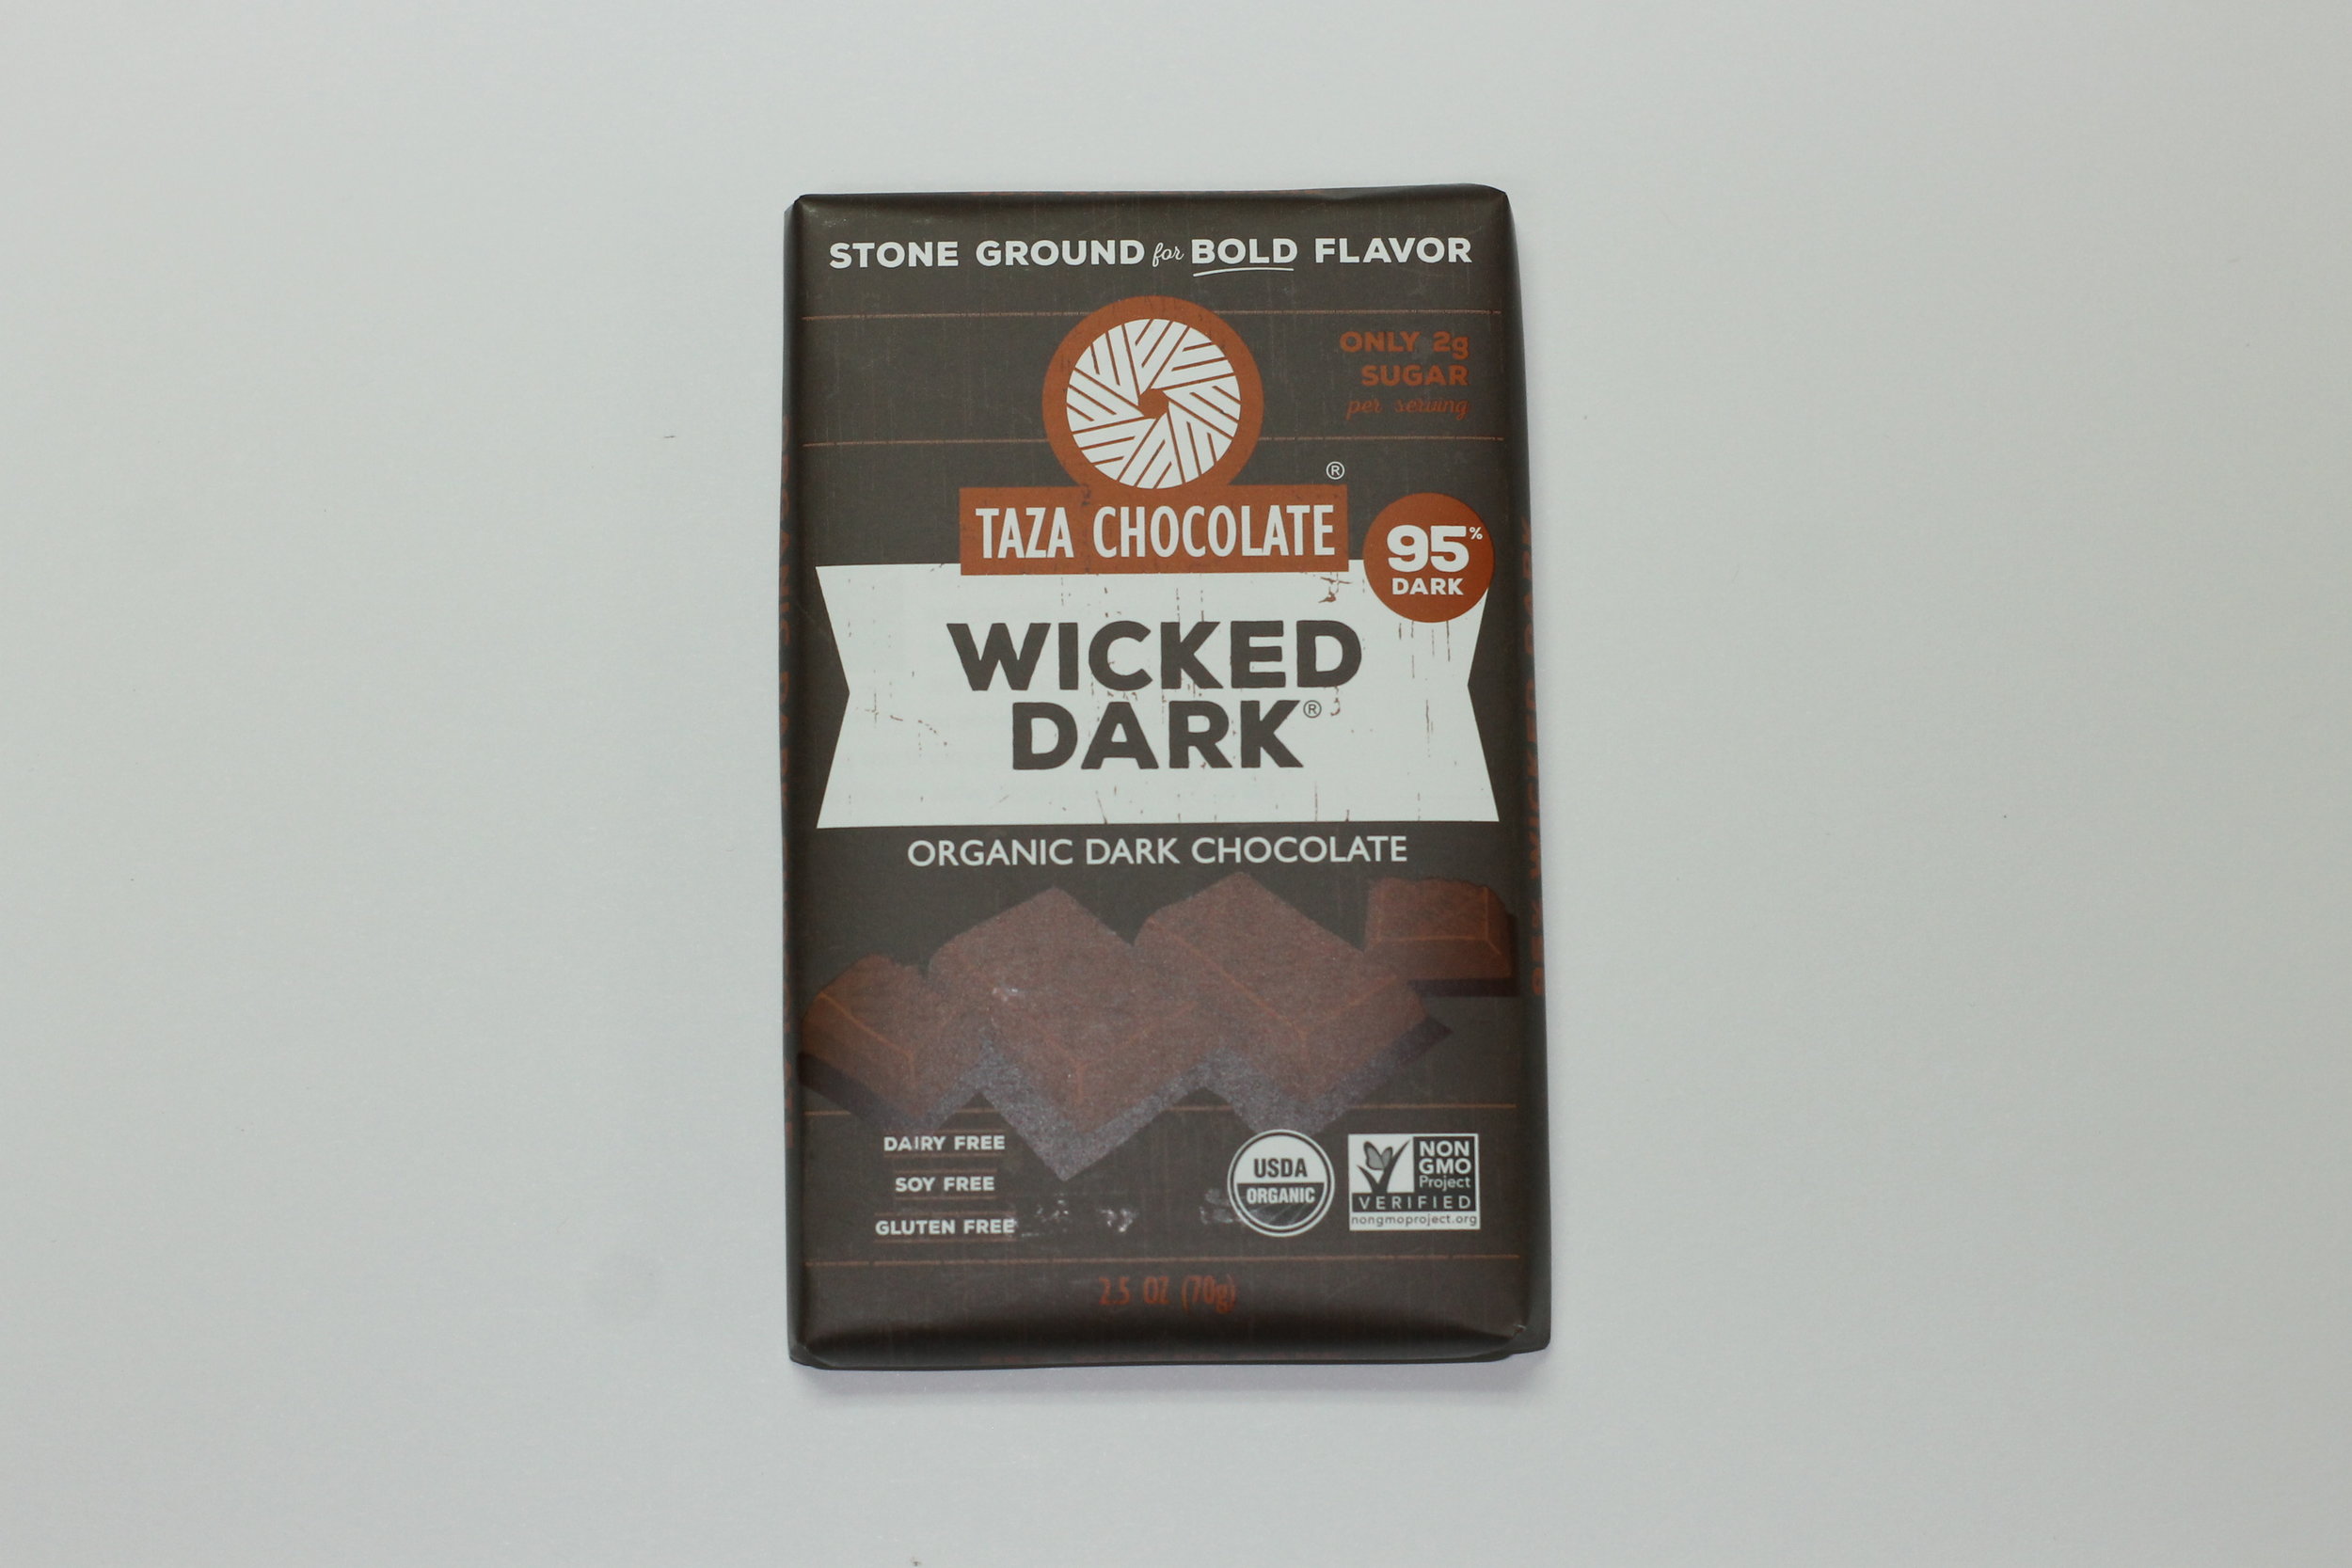 STONE GROUND for BOLD FLAVOR
ONLY 2g
SUGAR
per serving
®
TAZA CHOCOLATE
95%
DARK
WICKED
DARK®
ORGANIC DARK CHOCOLATE
DAIRY FREE
SOY FREE
GLUTEN FREE
USDA
ORGANIC
NON
GMO
Project
VERIFIED
nongmoproject.org
2.5 OZ (70g)